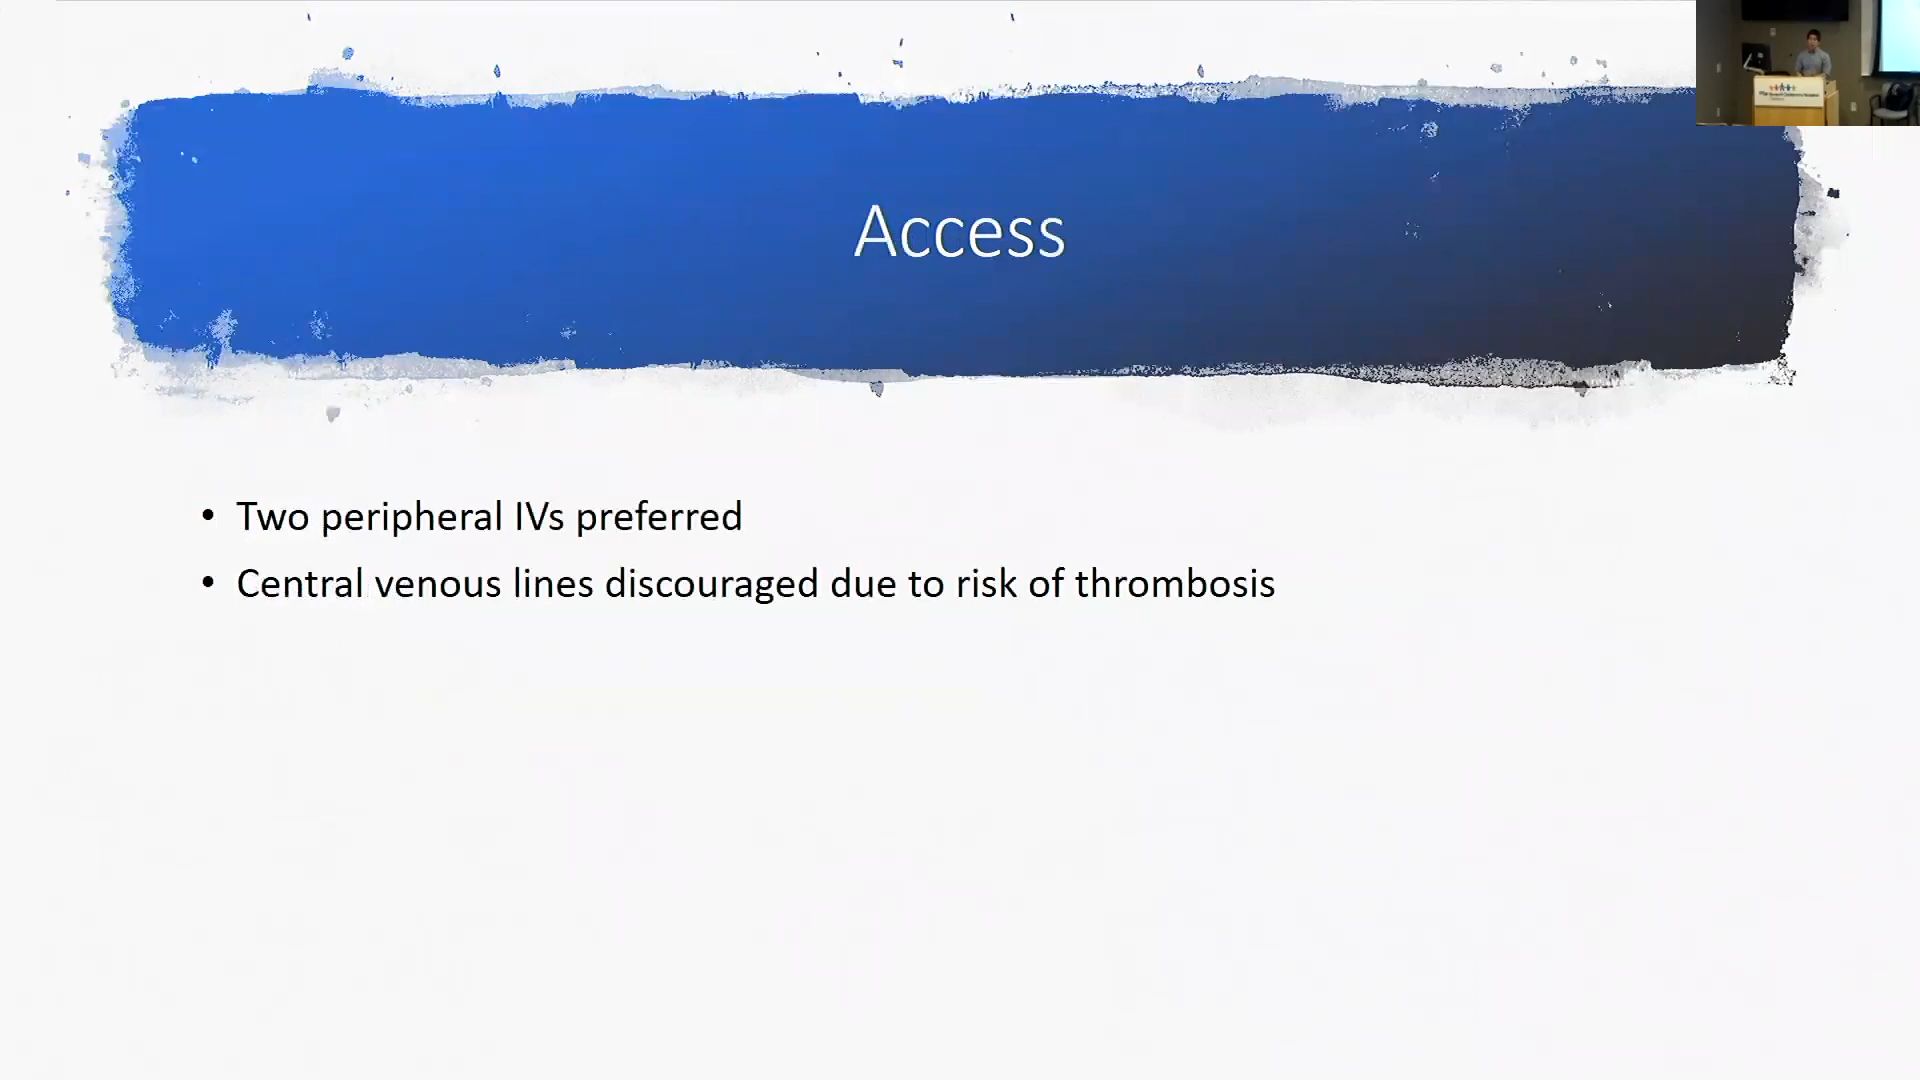 Access
• Two peripheral IVs preferred
• Central venous lines discouraged due to risk of thrombosis